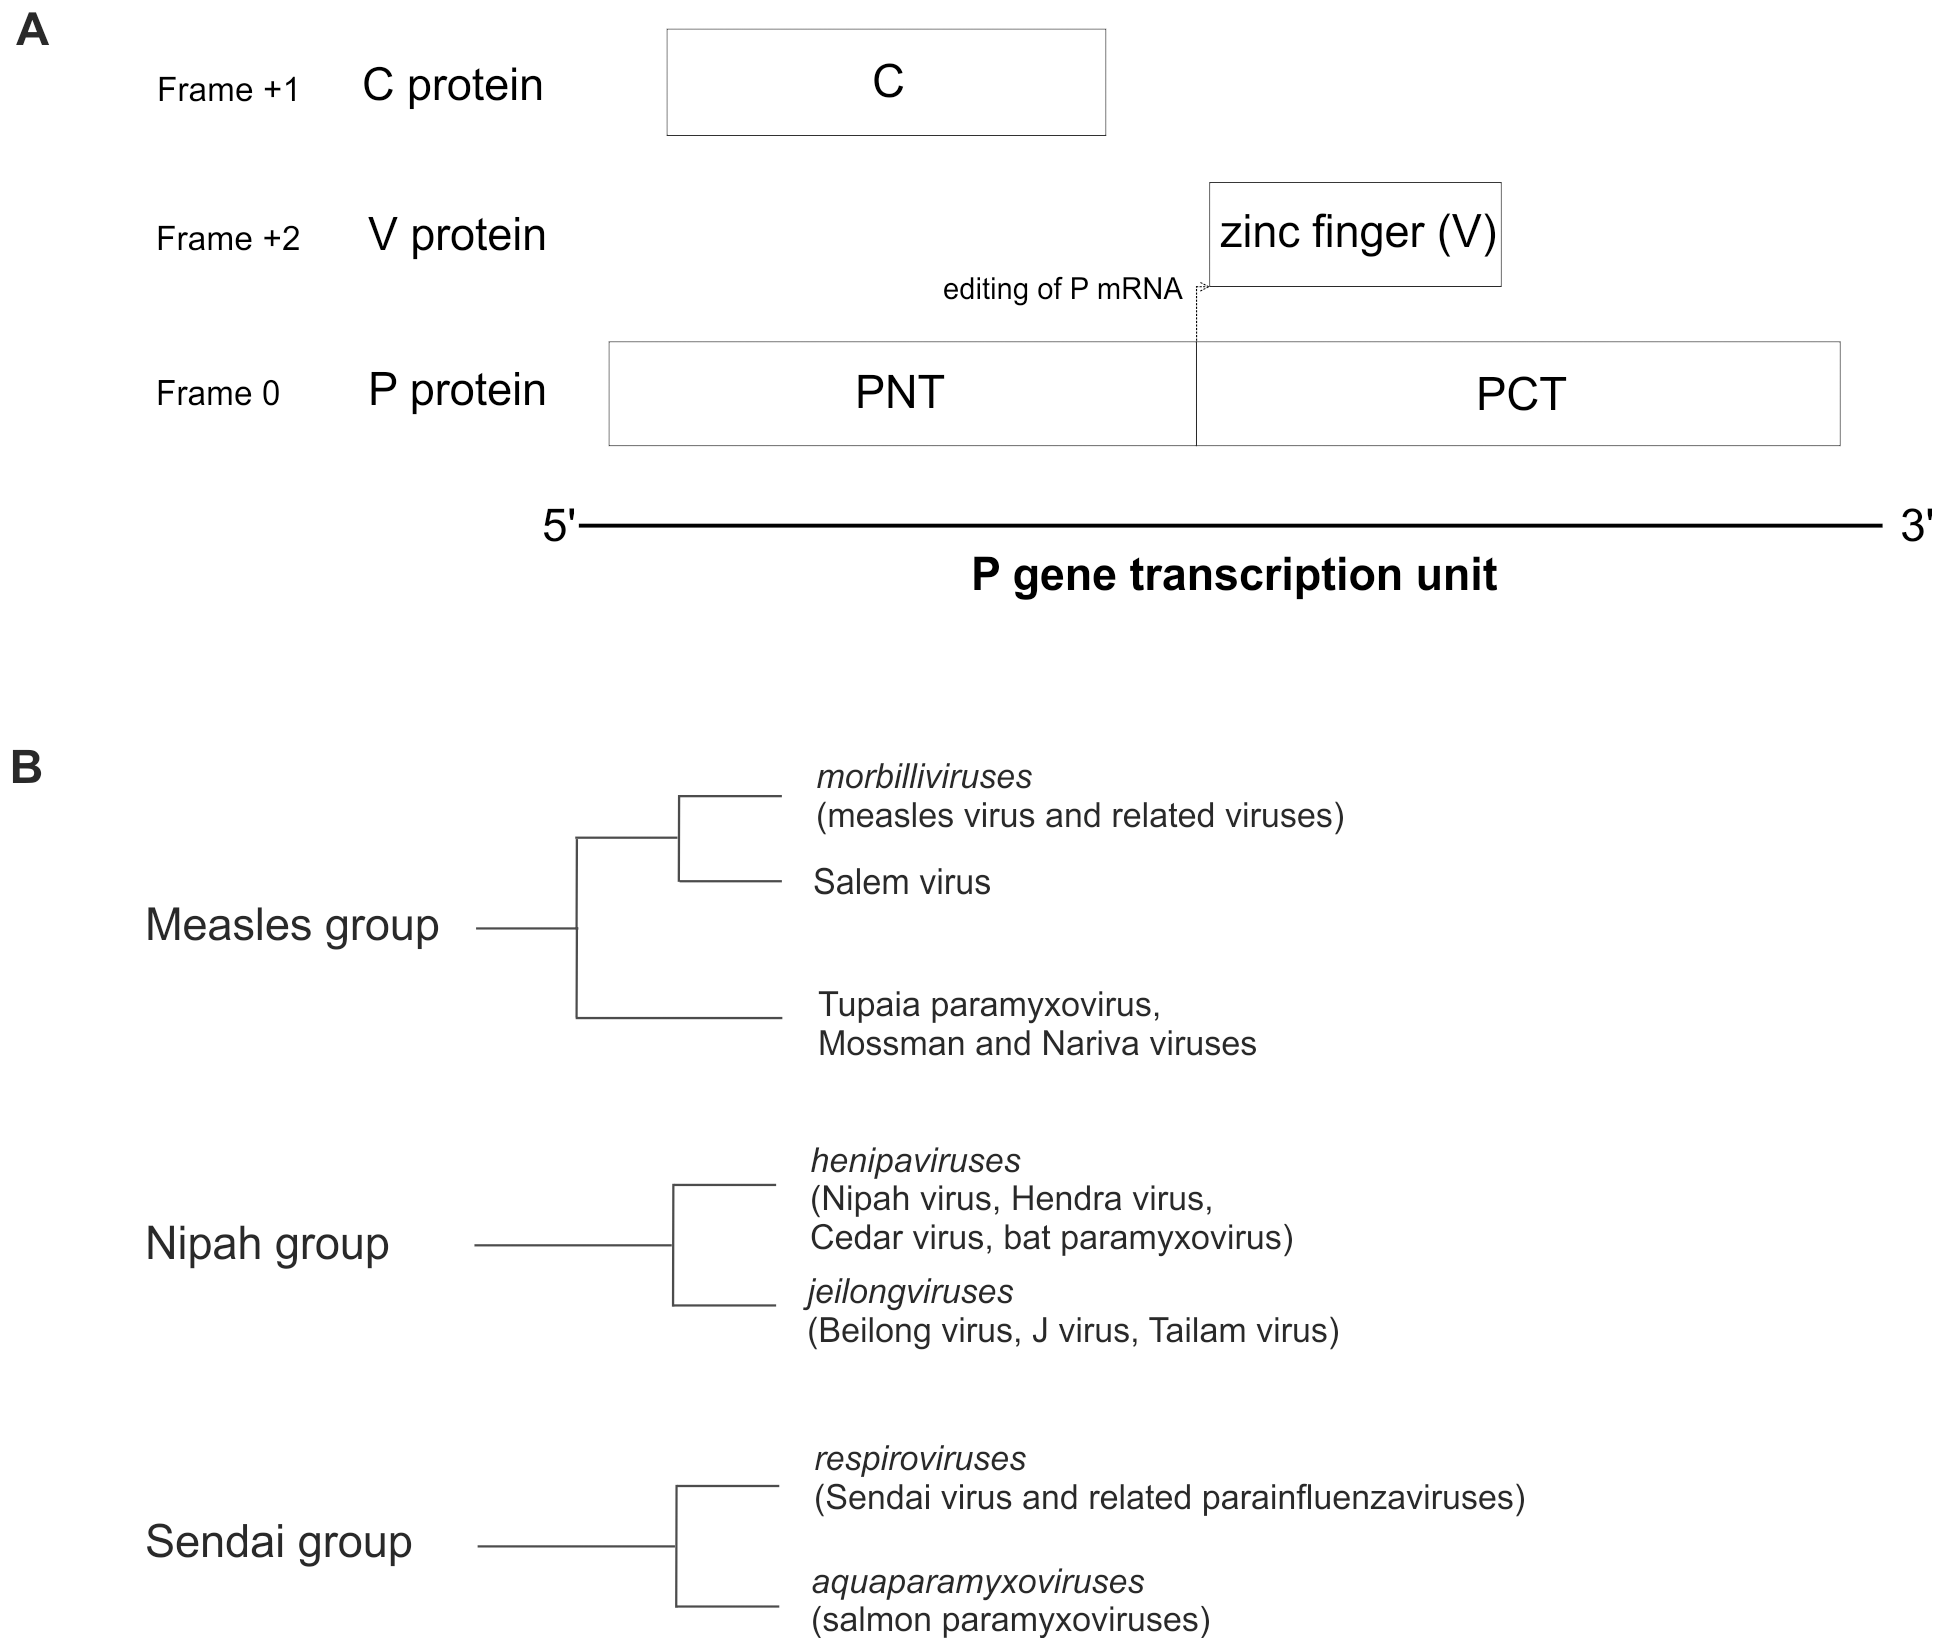 A
Frame +1 C protein C
Frame +2 V protein zinc finger (V)
editing of P mRNA
Frame 0 P protein PNT PCT
5' 3'
P gene transcription unit
B
Measles group
morbilliviruses
(measles virus and related viruses)
Salem virus
Tupaia paramyxovirus,
Mossman and Nariva viruses
Nipah group
henipaviruses
(Nipah virus, Hendra virus,
Cedar virus, bat paramyxovirus)
jeilongviruses
(Beilong virus, J virus, Tailam virus)
Sendai group
respiroviruses
(Sendai virus and related parainfluenzaviruses)
aquaparamyxoviruses
(salmon paramyxoviruses)